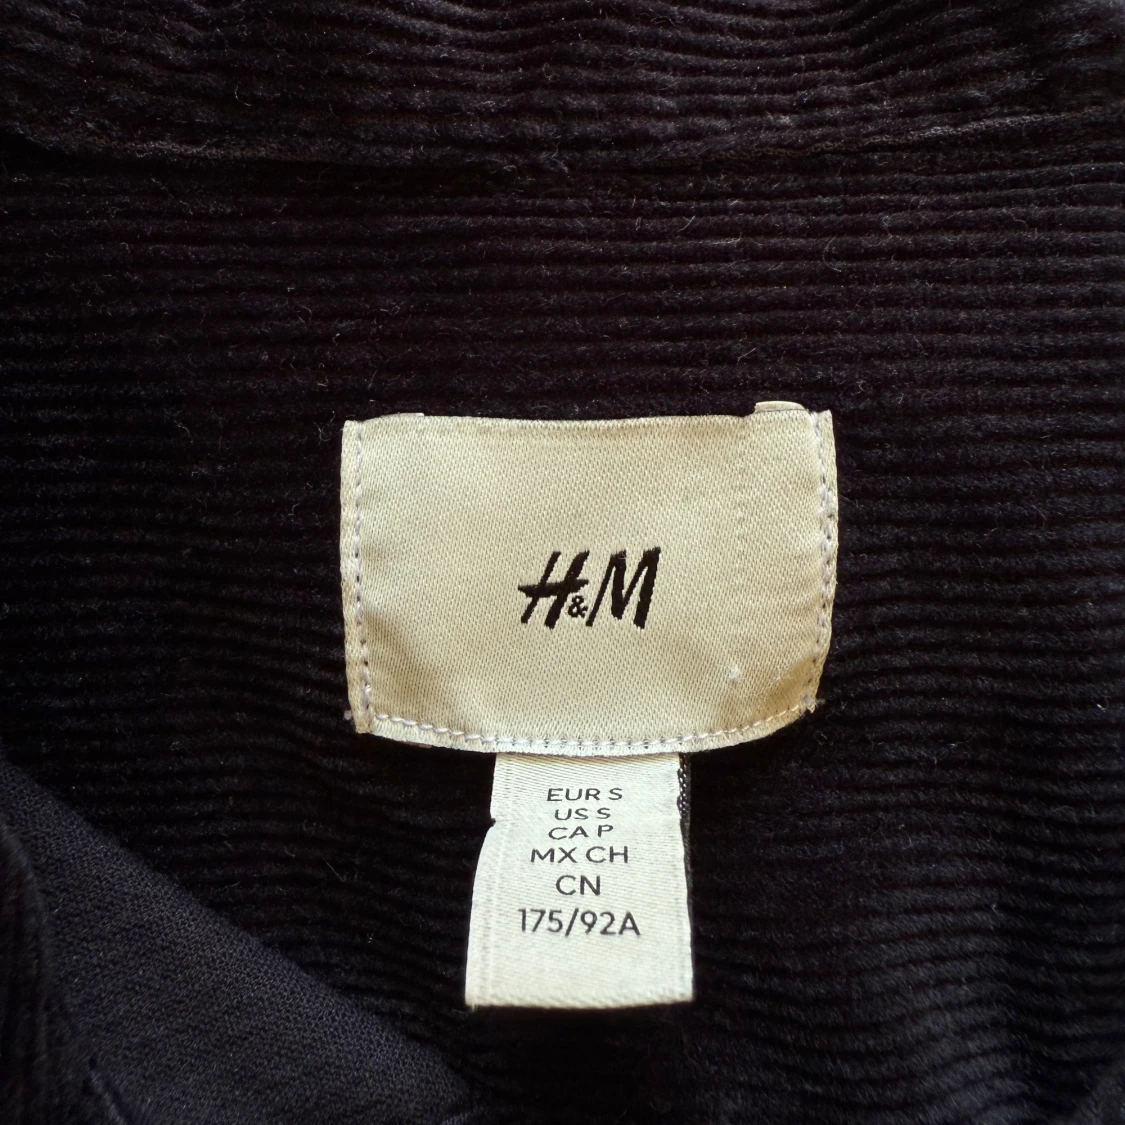 H&M
EUR S
US S
CA P
MX CH
CN
175/92A